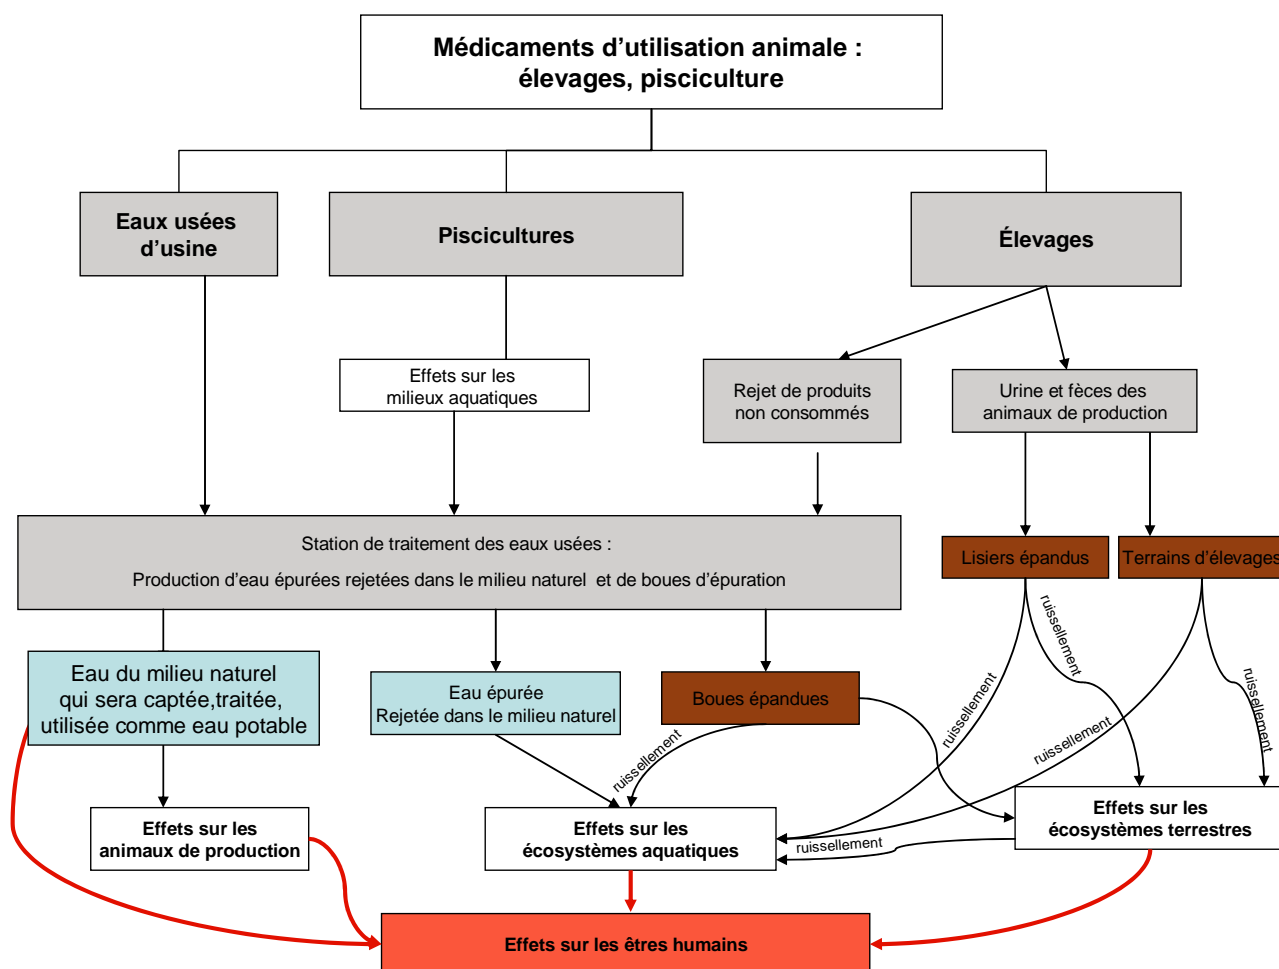 Médicaments d'utilisation animale :
élevages, pisciculture
Eaux usées
d'usine
Piscicultures
Élevages
Effets sur les
milieux aquatiques
Rejet de produits
non consommés
Urine et fèces des
animaux de production
Station de traitement des eaux usées :
Production d'eau épurées rejetées dans le milieu naturel et de boues d'épuration
Lisiers épandus
Terrains d'élevages
Eau du milieu naturel
qui sera captée,traitée,
utilisée comme eau potable
Eau épurée
Rejetée dans le milieu naturel
Boues épandues
ruissellement
ruissellement
ruissellement
ruissellement
ruissellement
Effets sur les
animaux de production
Effets sur les
écosystèmes aquatiques
ruissellement
Effets sur les
écosystèmes terrestres
Effets sur les êtres humains